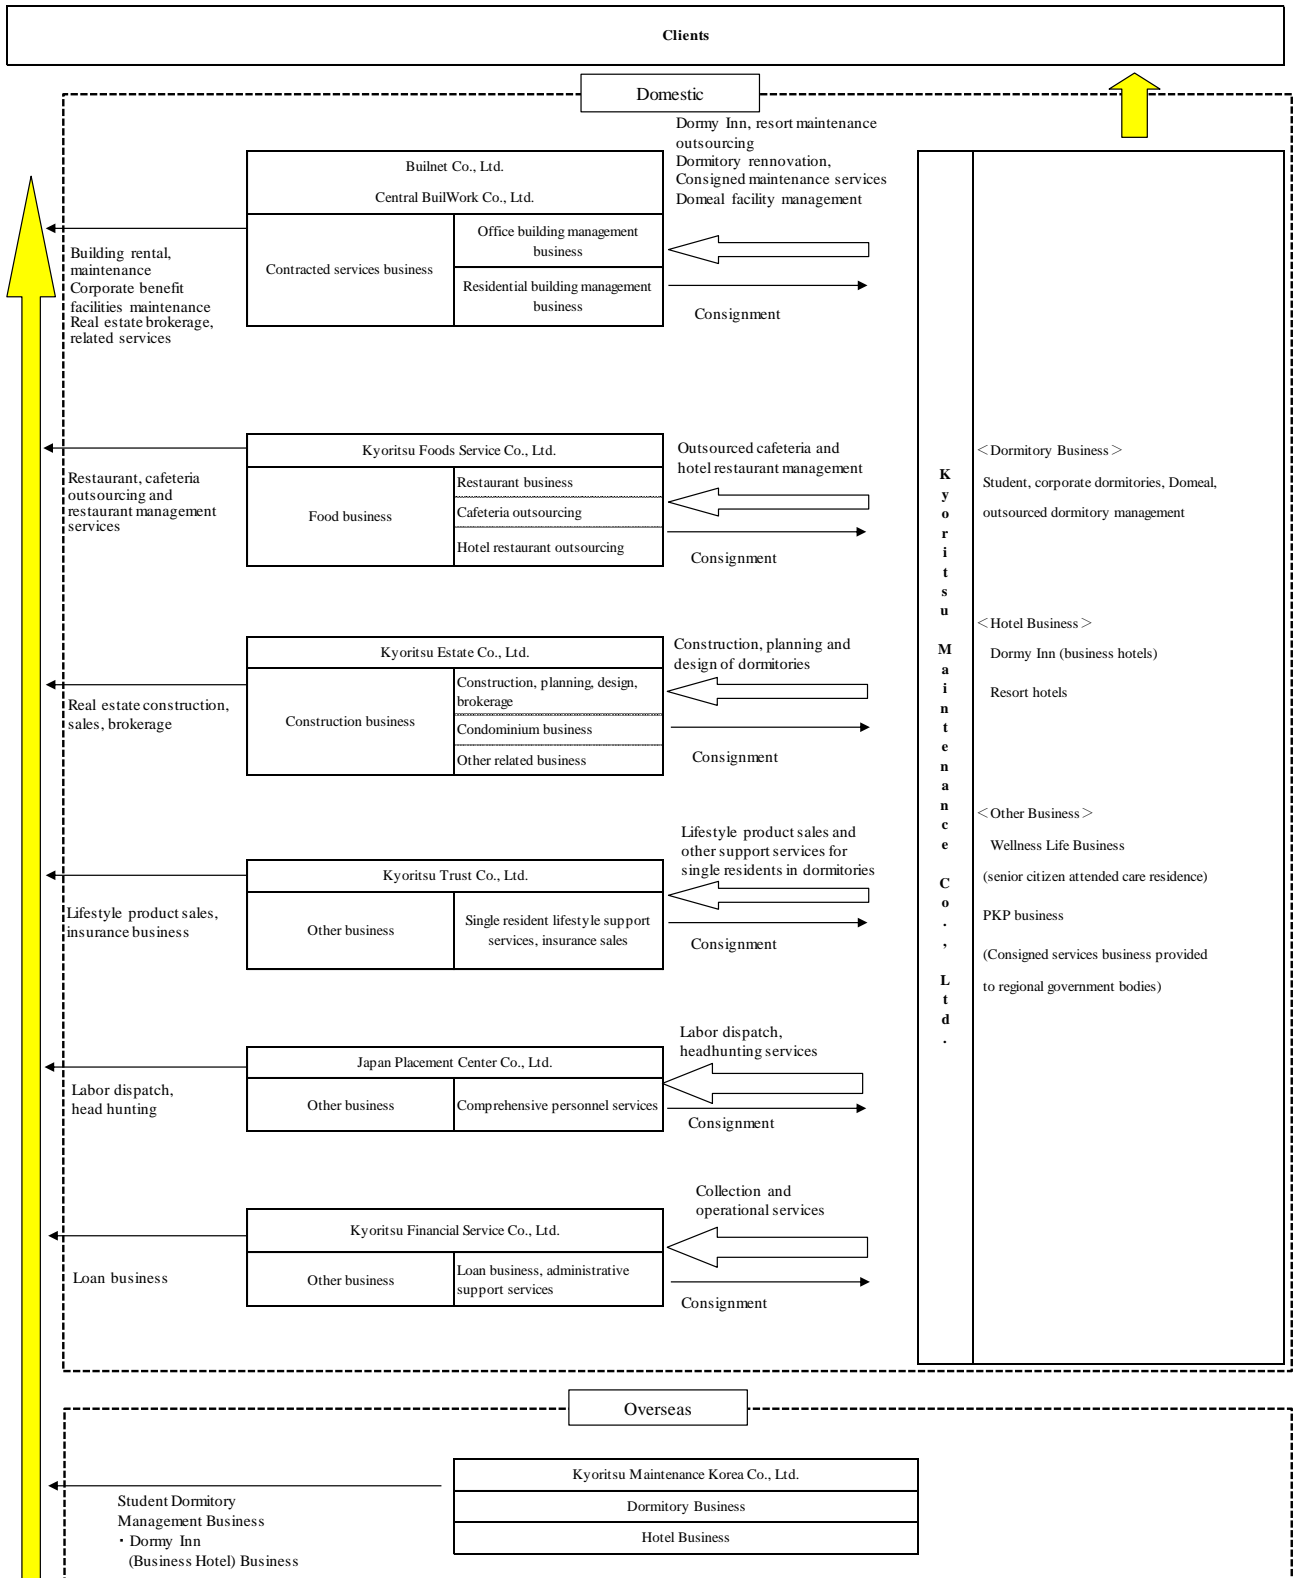 Clients
Domestic
Dormy Inn, resort maintenance
outsourcing
Dormitory rennovation,
Consigned maintenance services
Domeal facility management
Builnet Co., Ltd.
Central BuilWork Co., Ltd.
Contracted services business
Office building management
business
Residential building management
business
Consignment
Building rental,
maintenance
Corporate benefit
facilities maintenance
Real estate brokerage,
related services
Kyoritsu Foods Service Co., Ltd.
Food business
Restaurant business
Cafeteria outsourcing
Hotel restaurant outsourcing
Outsourced cafeteria and
hotel restaurant management
Consignment
Restaurant, cafeteria
outsourcing and
restaurant management
services
Kyoritsu Estate Co., Ltd.
Construction business
Construction, planning, design,
brokerage
Condominium business
Other related business
Construction, planning and
design of dormitories
Consignment
Real estate construction,
sales, brokerage
Kyoritsu Trust Co., Ltd.
Other business
Single resident lifestyle support
services, insurance sales
Lifestyle product sales and
other support services for
single residents in dormitories
Consignment
Lifestyle product sales,
insurance business
Japan Placement Center Co., Ltd.
Other business
Comprehensive personnel services
Labor dispatch,
headhunting services
Consignment
Labor dispatch,
head hunting
Kyoritsu Financial Service Co., Ltd.
Other business
Loan business, administrative
support services
Collection and
operational services
Consignment
Loan business
Kyoritsu Maintenance Co., Ltd.
＜Dormitory Business＞
Student, corporate dormitories, Domeal,
outsourced dormitory management
＜Hotel Business＞
Dormy Inn (business hotels)
Resort hotels
＜Other Business＞
Wellness Life Business
(senior citizen attended care residence)
PKP business
(Consigned services business provided
to regional government bodies)
Overseas
Kyoritsu Maintenance Korea Co., Ltd.
Dormitory Business
Hotel Business
Student Dormitory
Management Business
・Dormy Inn
(Business Hotel) Business